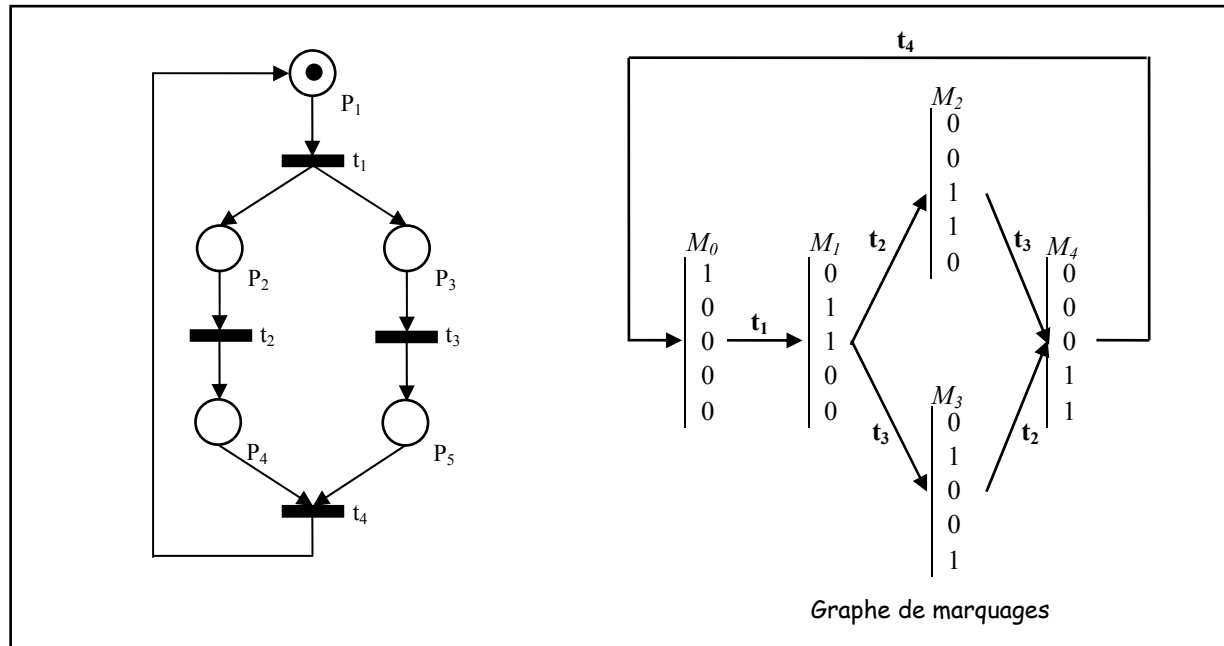 P₁
t₁
P₂
P₃
t₂
t₃
P₄
P₅
t₄
t₄
M₀
1
0
0
0
0
t₁
M₁
0
1
1
0
0
t₂
t₃
M₂
0
0
1
1
0
M₃
0
1
0
0
1
t₃
t₂
M₄
0
0
0
1
1
Graphe de marquages